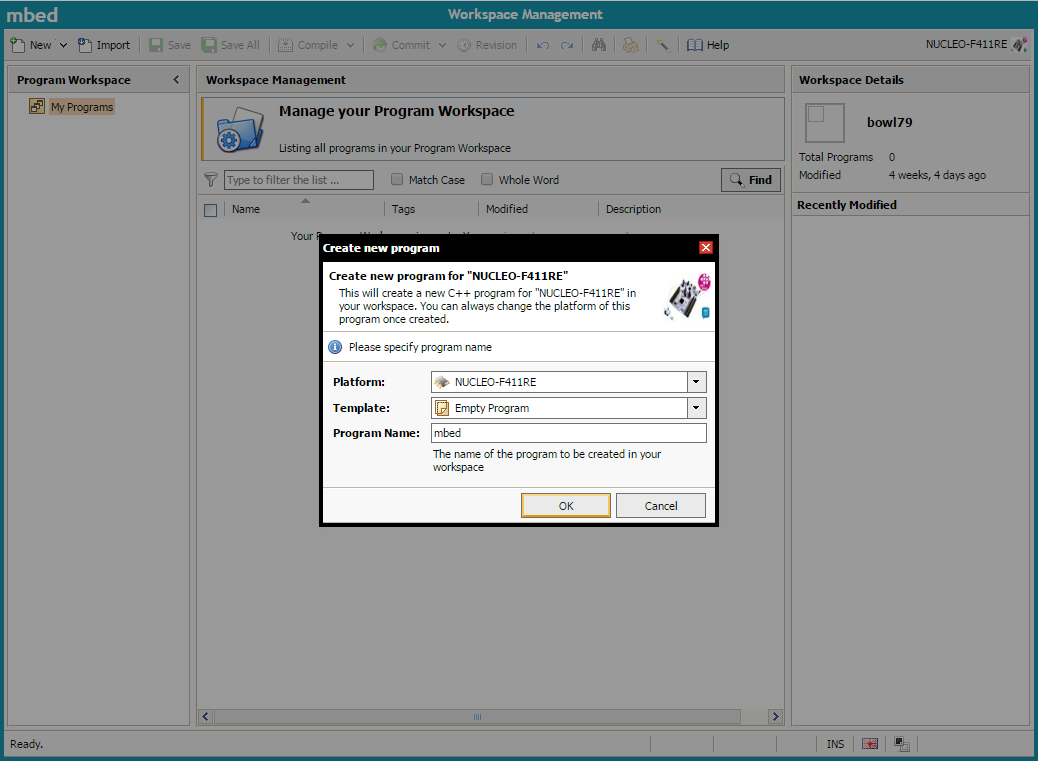 mbed
Workspace Management
New Import Save Save All Compile Commit Revision Help NUCLEO-F411RE
Program Workspace
My Programs
Workspace Management
Manage your Program Workspace
Listing all programs in your Program Workspace
Type to filter the list ...
Match Case
Whole Word
Find
Name Tags Modified Description
Your
Create new program
Create new program for "NUCLEO-F411RE"
This will create a new C++ program for "NUCLEO-F411RE" in
your workspace. You can always change the platform of this
program once created.
Please specify program name
Platform: NUCLEO-F411RE
Template: Empty Program
Program Name: mbed
The name of the program to be created in your
workspace
OK Cancel
Workspace Details
bowl79
Total Programs 0
Modified 4 weeks, 4 days ago
Recently Modified
Ready.
INS